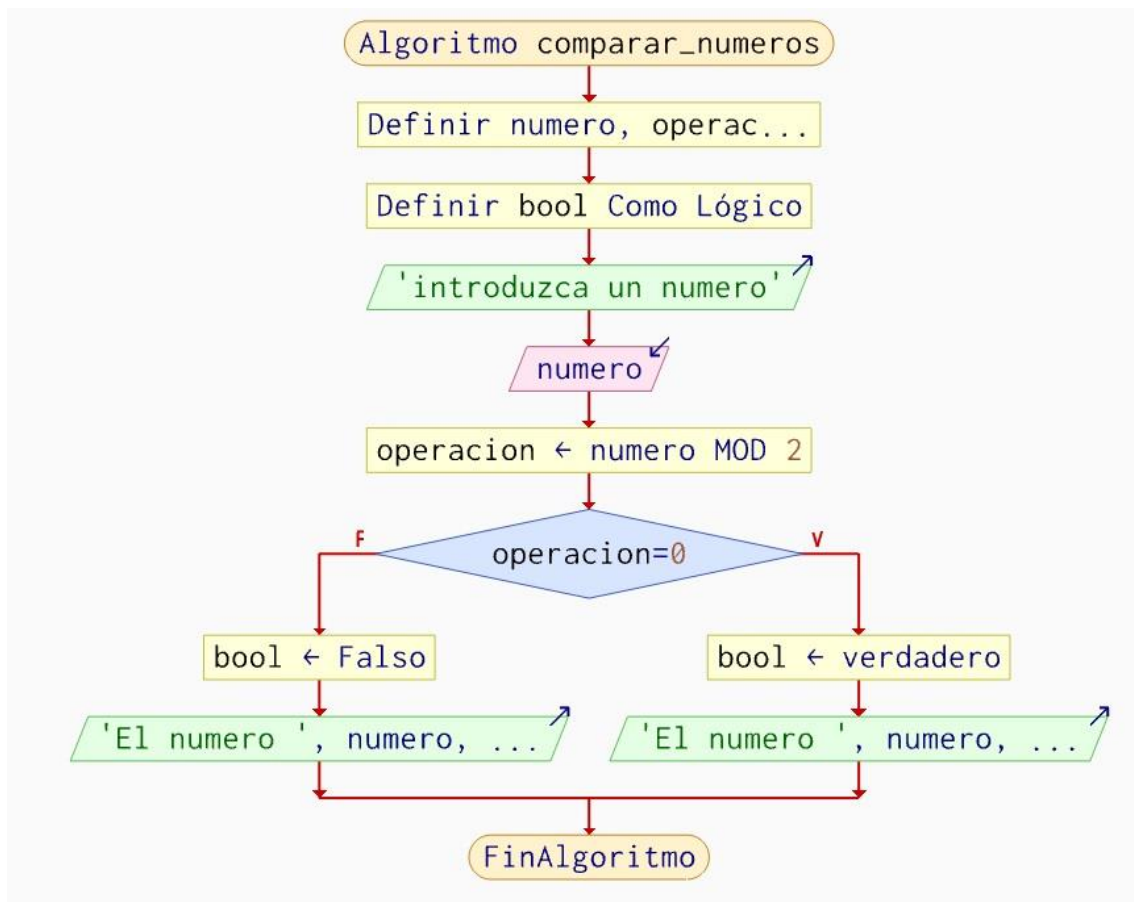 Algoritmo comparar_numeros
Definir numero, operac...
Definir bool Como Lógico
'introduzca un numero'
numero
operacion ← numero MOD 2
F
V
operacion=0
bool ← Falso
bool ← verdadero
'El numero ', numero, ...
'El numero ', numero, ...
FinAlgoritmo